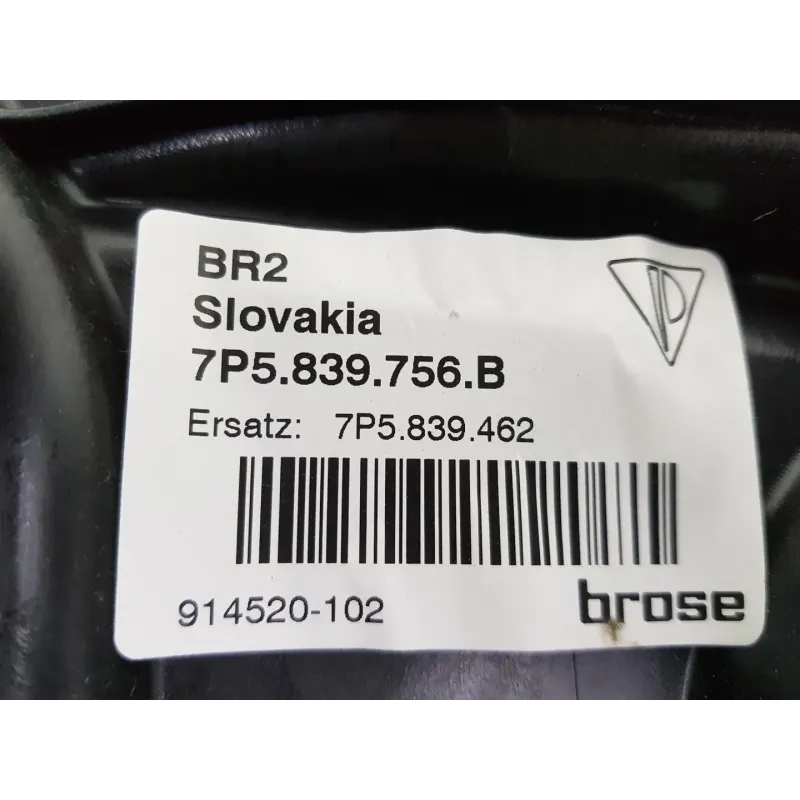 BR2
Slovakia
7P5.839.756.B
Ersatz: 7P5.839.462
914520-102
brose